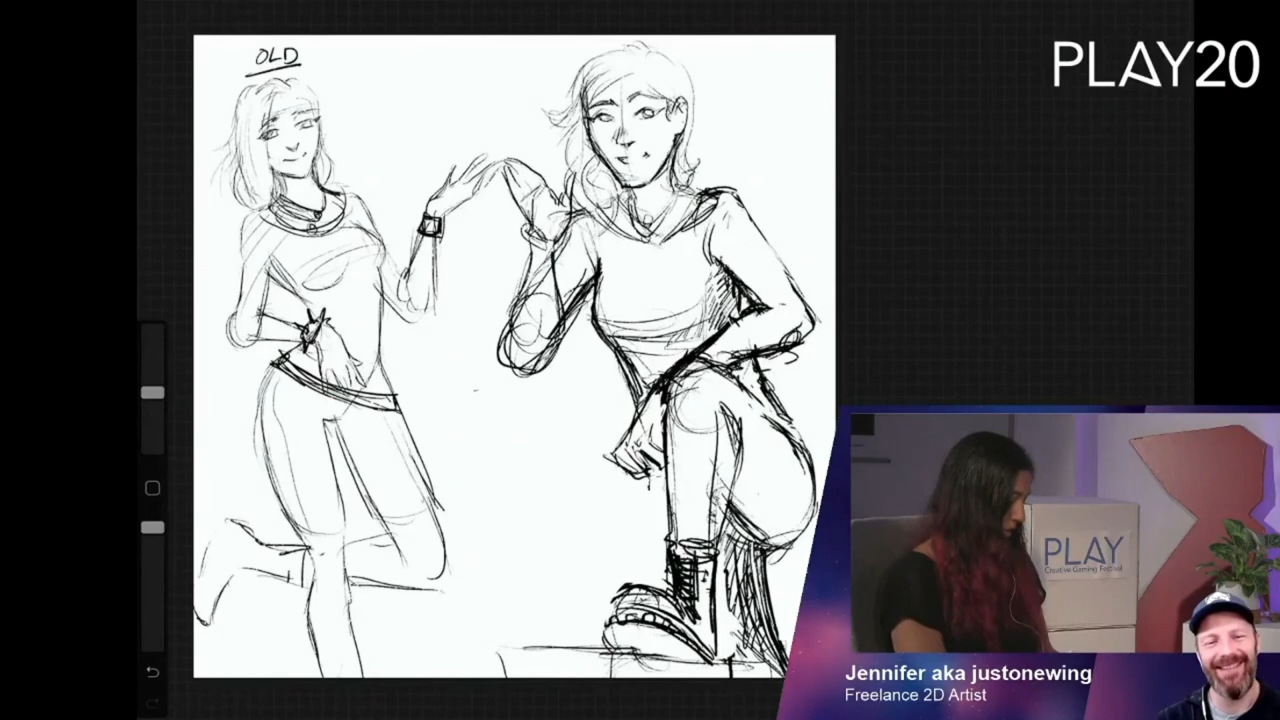 OLD
PLAY20
PLAY
Creative Gaming Festival
Jennifer aka justonewing
Freelance 2D Artist